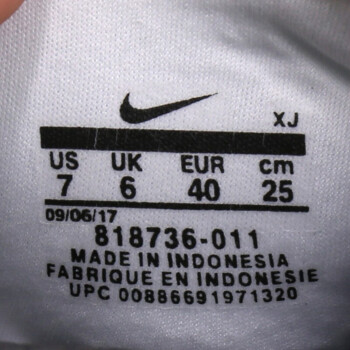 XJ
US UK EUR cm
7 6 40 25
09/06/17
818736-011
MADE IN INDONESIA
FABRIQUE EN INDONESIE
UPC 00886691971320